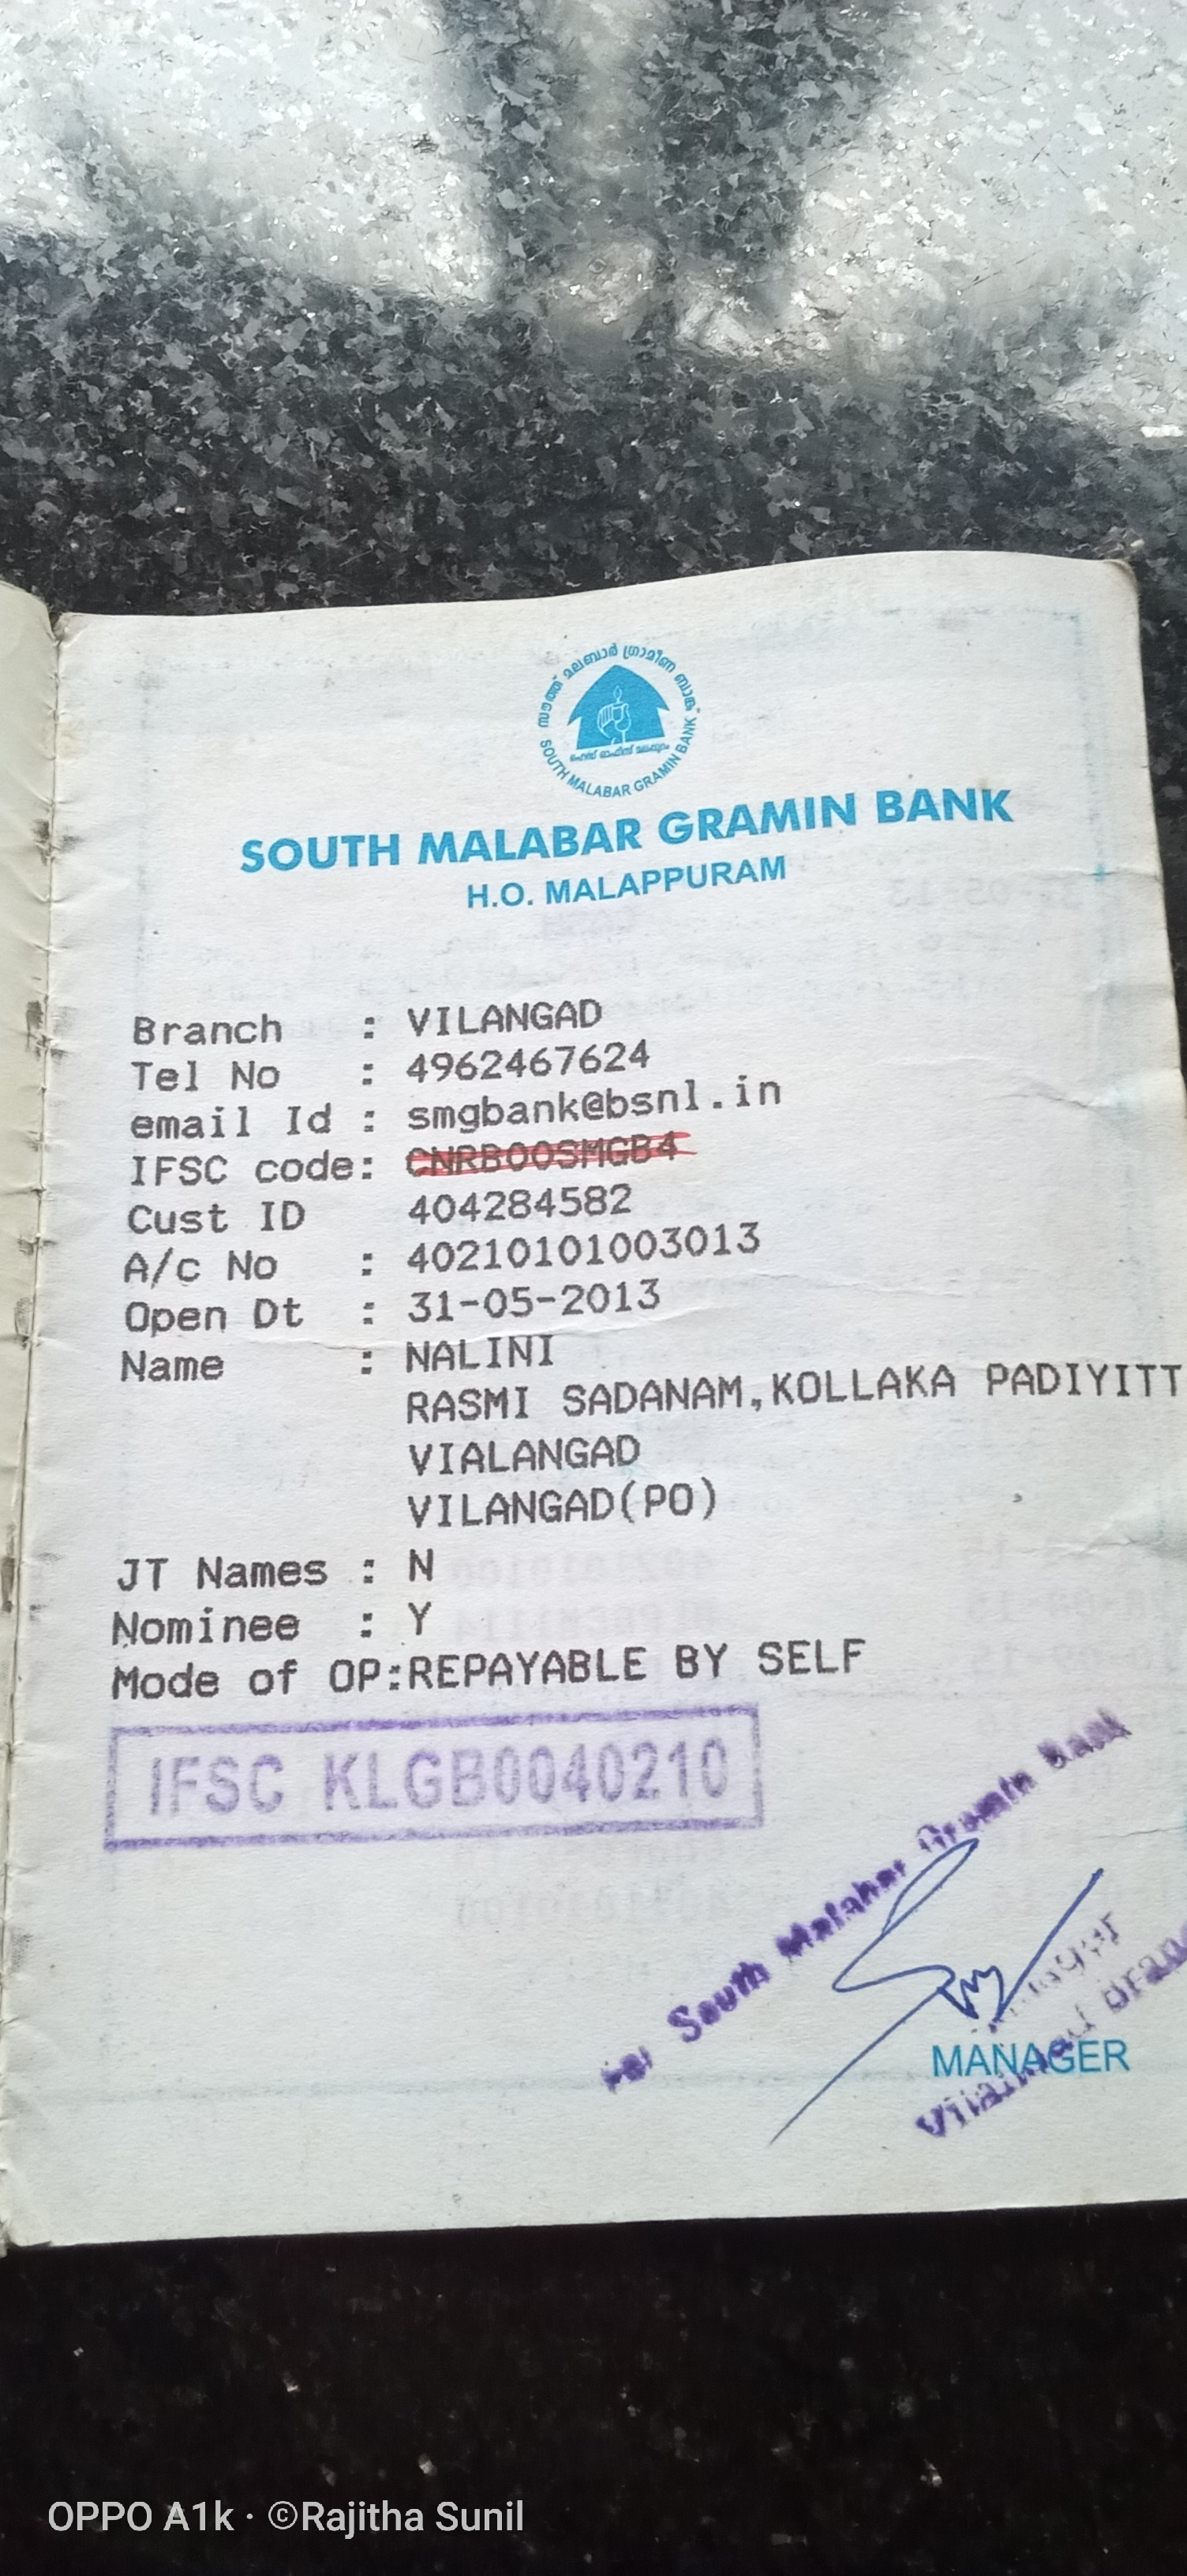 സൗത്ത് മലബാർ ഗ്രാമീണ ബാങ്ക്
SOUTH MALABAR GRAMIN BANK
SOUTH MALABAR GRAMIN BANK
H.O. MALAPPURAM
Branch : VILANGAD
Tel No : 4962467624
email Id : smgbank@bsnl.in
IFSC code: CNRB00SMGB4
Cust ID 404284582
A/c No : 40210101003013
Open Dt : 31-05-2013
Name : NALINI
RASMI SADANAM,KOLLAKA PADIYITT
VIALANGAD
VILANGAD(PO)
JT Names : N
Nominee : Y
Mode of OP:REPAYABLE BY SELF
IFSC KLGB0040210
For South Malabar Gramin Bank
Manager
MANAGER
OPPO A1k · ©Rajitha Sunil